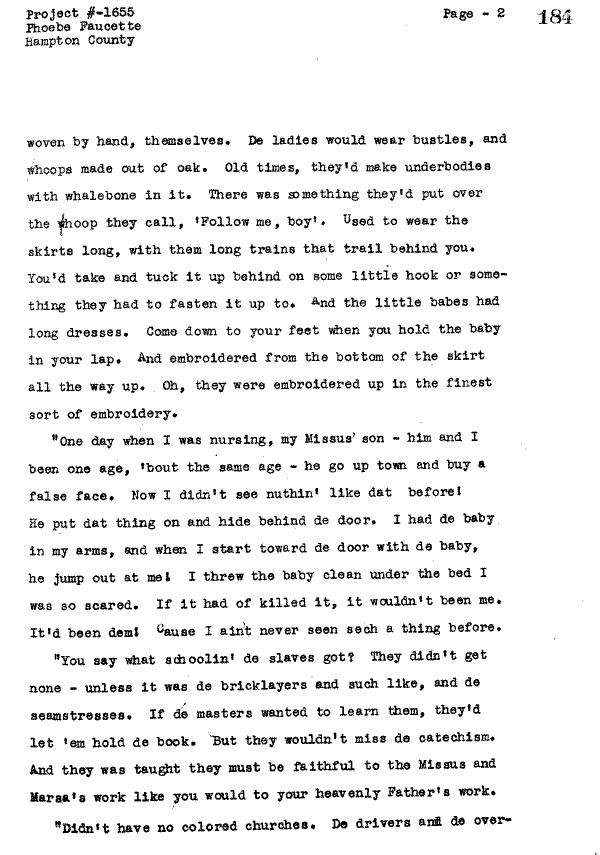 Project #-1655
Phoebe Faucette
Hampton County
Page - 2 184
woven by hand, themselves. De ladies would wear bustles, and
whoops made out of oak. Old times, they'd make underbodies
with whalebone in it. There was something they'd put over
the hoop they call, 'Follow me, boy'. Used to wear the
skirts long, with them long trains that trail behind you.
You'd take and tuck it up behind on some little hook or some-
thing they had to fasten it up to. And the little babes had
long dresses. Come down to your feet when you hold the baby
in your lap. And embroidered from the bottom of the skirt
all the way up. Oh, they were embroidered up in the finest
sort of embroidery.
"One day when I was nursing, my Missus' son - him and I
been one age, 'bout the same age - he go up town and buy a
false face. Now I didn't see nuthin' like dat before!
He put dat thing on and hide behind de door. I had de baby
in my arms, and when I start toward de door with de baby,
he jump out at me! I threw the baby clean under the bed I
was so scared. If it had of killed it, it wouldn't been me.
It'd been dem! Cause I ain't never seen sech a thing before.
"You say what schoolin' de slaves got? They didn't get
none - unless it was de bricklayers and such like, and de
seamstresses. If de masters wanted to learn them, they'd
let 'em hold de book. But they wouldn't miss de catechism.
And they was taught they must be faithful to the Missus and
Marsa's work like you would to your heavenly Father's work.
"Didn't have no colored churches. De drivers and de over-